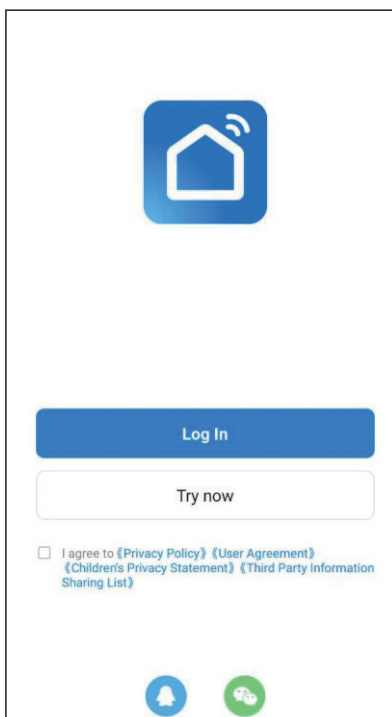 Log In
Try now
I agree to 《Privacy Policy》 《User Agreement》
《Children's Privacy Statement》 《Third Party Information
Sharing List》